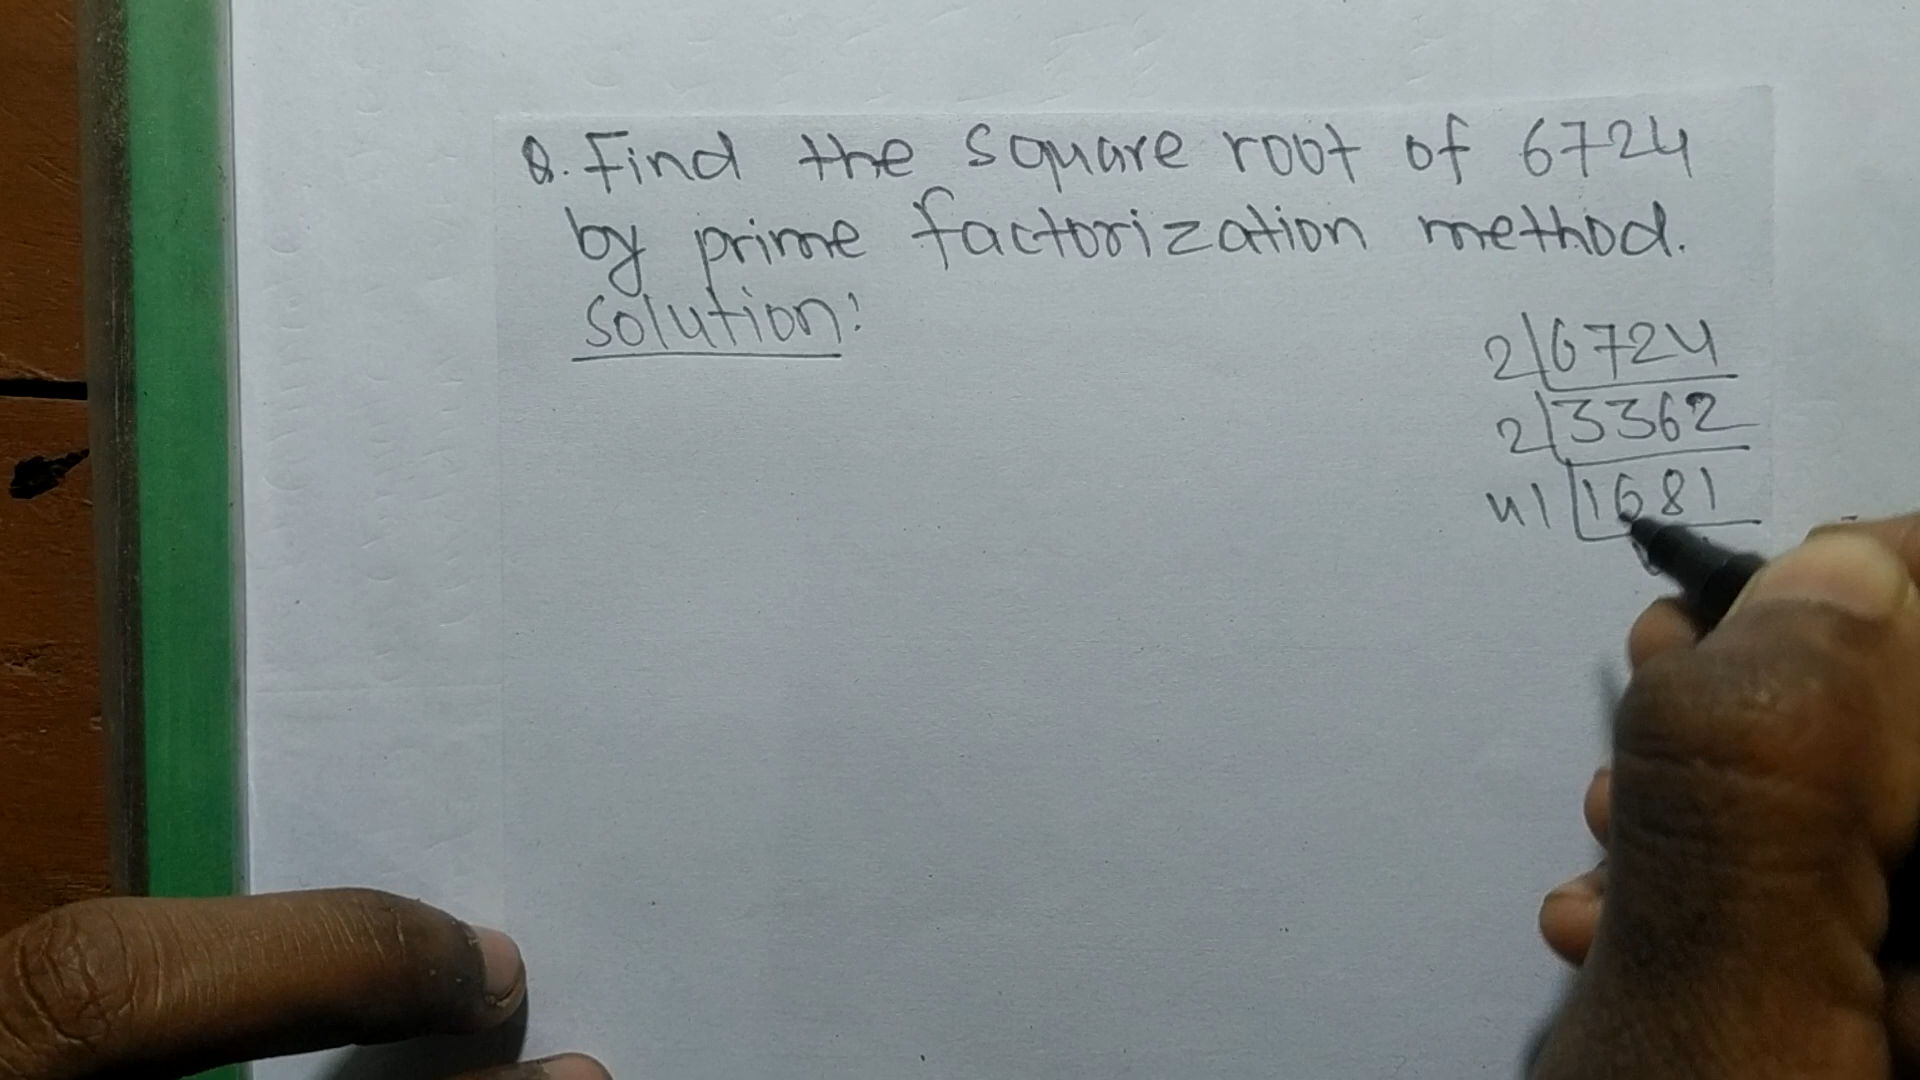 Q. Find the square root of 6724
by prime factorization method.
solution:
2|6724
2|3362
41|1681